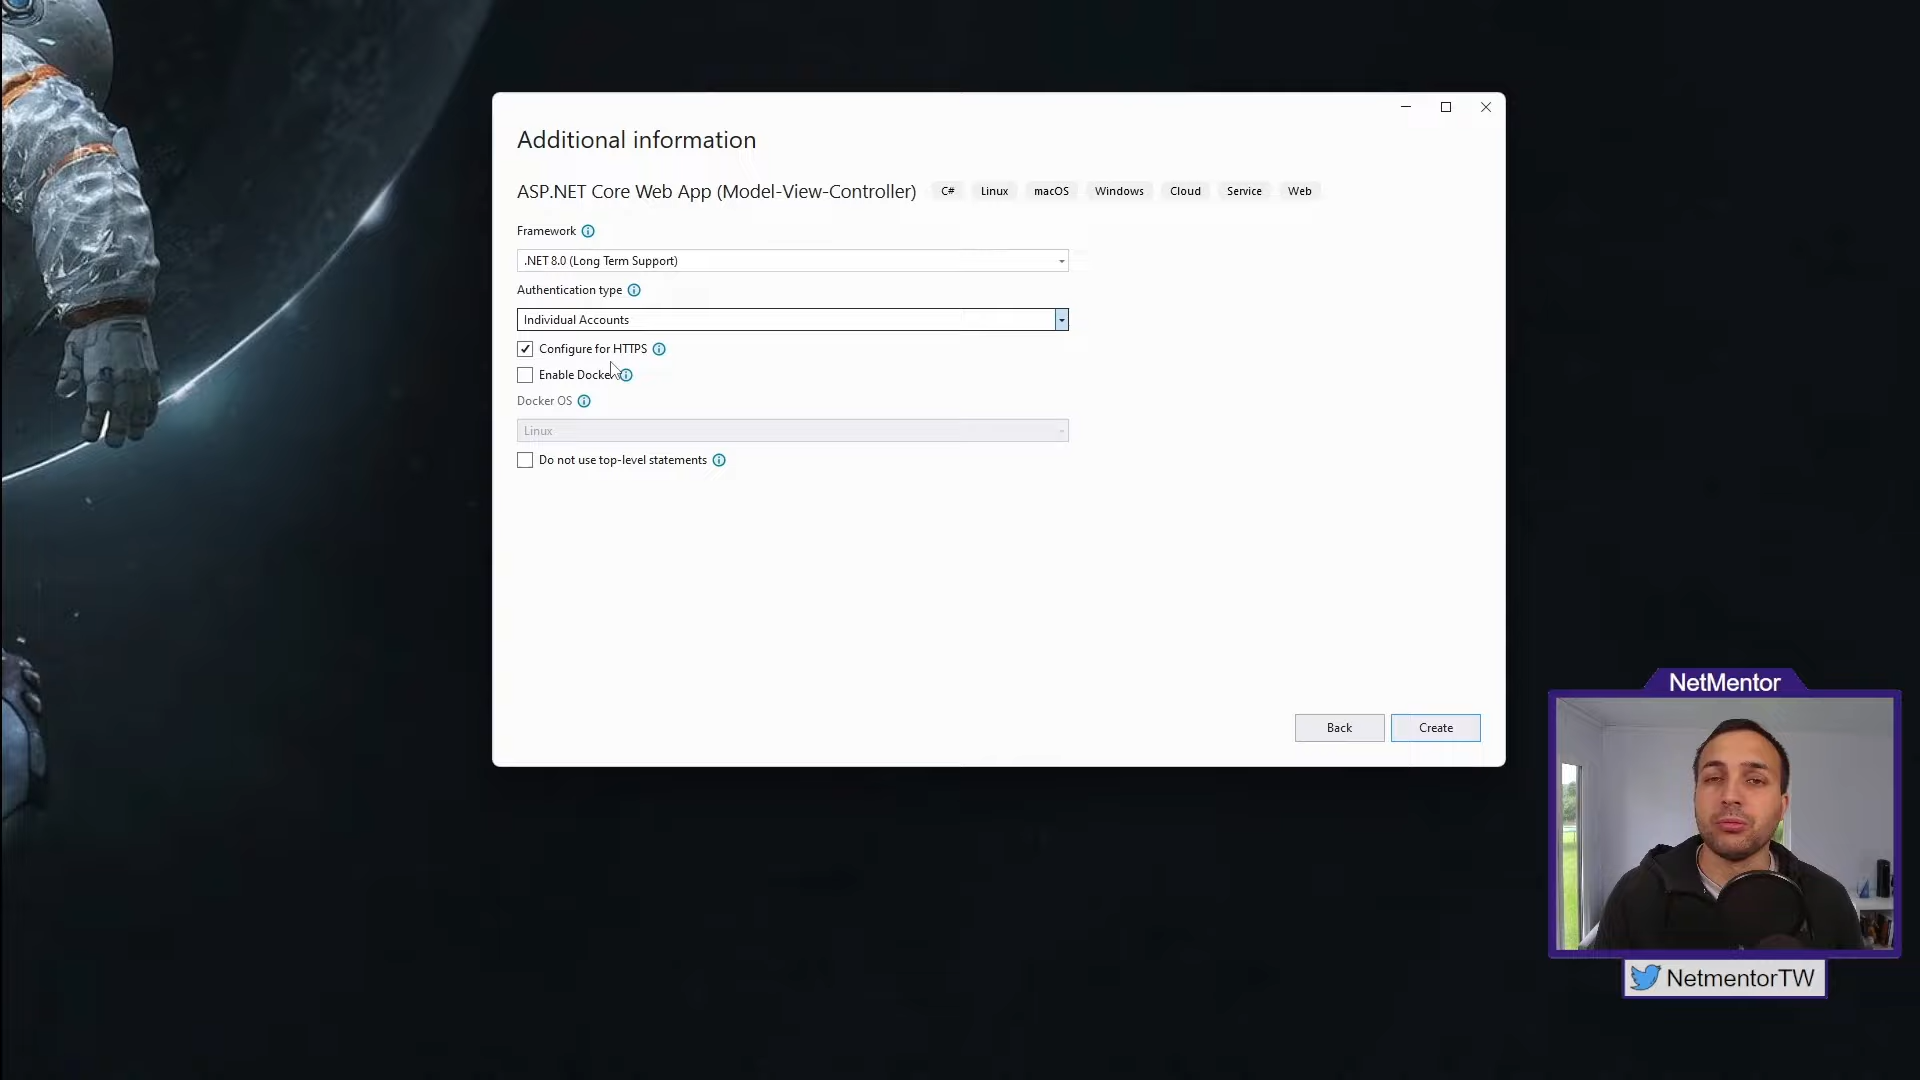 Additional information
ASP.NET Core Web App (Model-View-Controller) C# Linux macOS Windows Cloud Service Web
Framework
.NET 8.0 (Long Term Support)
Authentication type
Individual Accounts
Configure for HTTPS
Enable Docker
Docker OS
Linux
Do not use top-level statements
Back Create
NetMentor
NetmentorTW